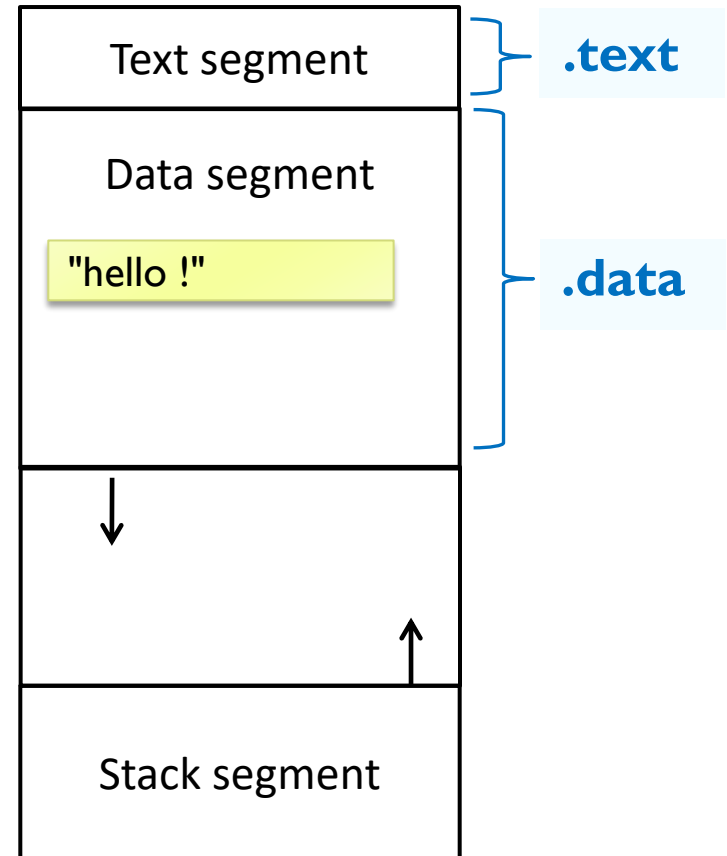 Text segment
.text
Data segment
"hello !"
.data
Stack segment